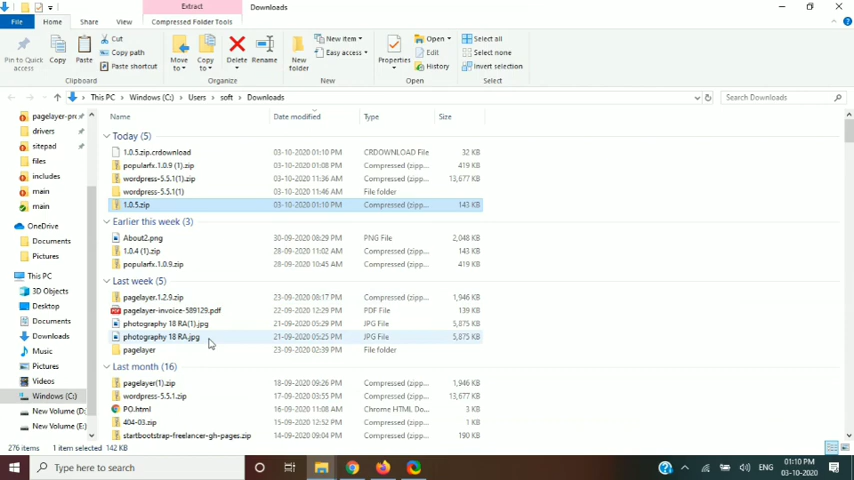 Extract
Downloads
File
Home
Share
View
Compressed Folder Tools
Pin to Quick access
Copy
Paste
Cut
Copy path
Paste shortcut
Move to
Copy to
Delete
Rename
New folder
New item
Easy access
Properties
Open
Edit
History
Select all
Select none
Invert selection
Clipboard
Organize
New
Open
Select
This PC > Windows (C:) > Users > soft > Downloads
Search Downloads
Name Date modified Type Size
pagelayer-pro
drivers
sitepad
files
includes
main
main
OneDrive
Documents
Pictures
This PC
3D Objects
Desktop
Documents
Downloads
Music
Pictures
Videos
Windows (C:)
New Volume (D:
New Volume (E:)
Today (5)
1.0.5.zip.crdownload 03-10-2020 01:10 PM CRDOWNLOAD File 32 KB
popularfx.1.0.9 (1).zip 03-10-2020 01:08 PM Compressed (zipp... 419 KB
wordpress-5.5.1(1).zip 03-10-2020 11:36 AM Compressed (zipp... 13,677 KB
wordpress-5.5.1(1) 03-10-2020 11:46 AM File folder
1.0.5.zip 03-10-2020 01:10 PM Compressed (zipp... 143 KB
Earlier this week (3)
About2.png 30-09-2020 08:29 PM PNG File 2,048 KB
1.0.4 (1).zip 28-09-2020 11:02 AM Compressed (zipp... 143 KB
popularfx.1.0.9.zip 28-09-2020 10:45 AM Compressed (zipp... 419 KB
Last week (5)
pagelayer.1.2.9.zip 23-09-2020 08:17 PM Compressed (zipp... 1,946 KB
pagelayer-invoice-589129.pdf 22-09-2020 12:29 PM PDF File 38 KB
photography 18 RA(1).jpg 21-09-2020 05:29 PM JPG File 5,875 KB
photography 18 RA.jpg 21-09-2020 05:25 PM JPG File 5,875 KB
pagelayer 23-09-2020 02:39 PM File folder
Last month (16)
pagelayer(1).zip 18-09-2020 09:26 PM Compressed (zipp... 1,946 KB
wordpress-5.5.1.zip 17-09-2020 03:55 PM Compressed (zipp... 13,677 KB
PO.html 16-09-2020 11:08 AM Chrome HTML Do... 3 KB
404-03.zip 15-09-2020 12:52 PM Compressed (zipp... 1 KB
startbootstrap-freelancer-gh-pages.zip 14-09-2020 09:04 PM Compressed (zipp... 190 KB
276 items 1 item selected 142 KB
Type here to search
ENG
01:10 PM
03-10-2020